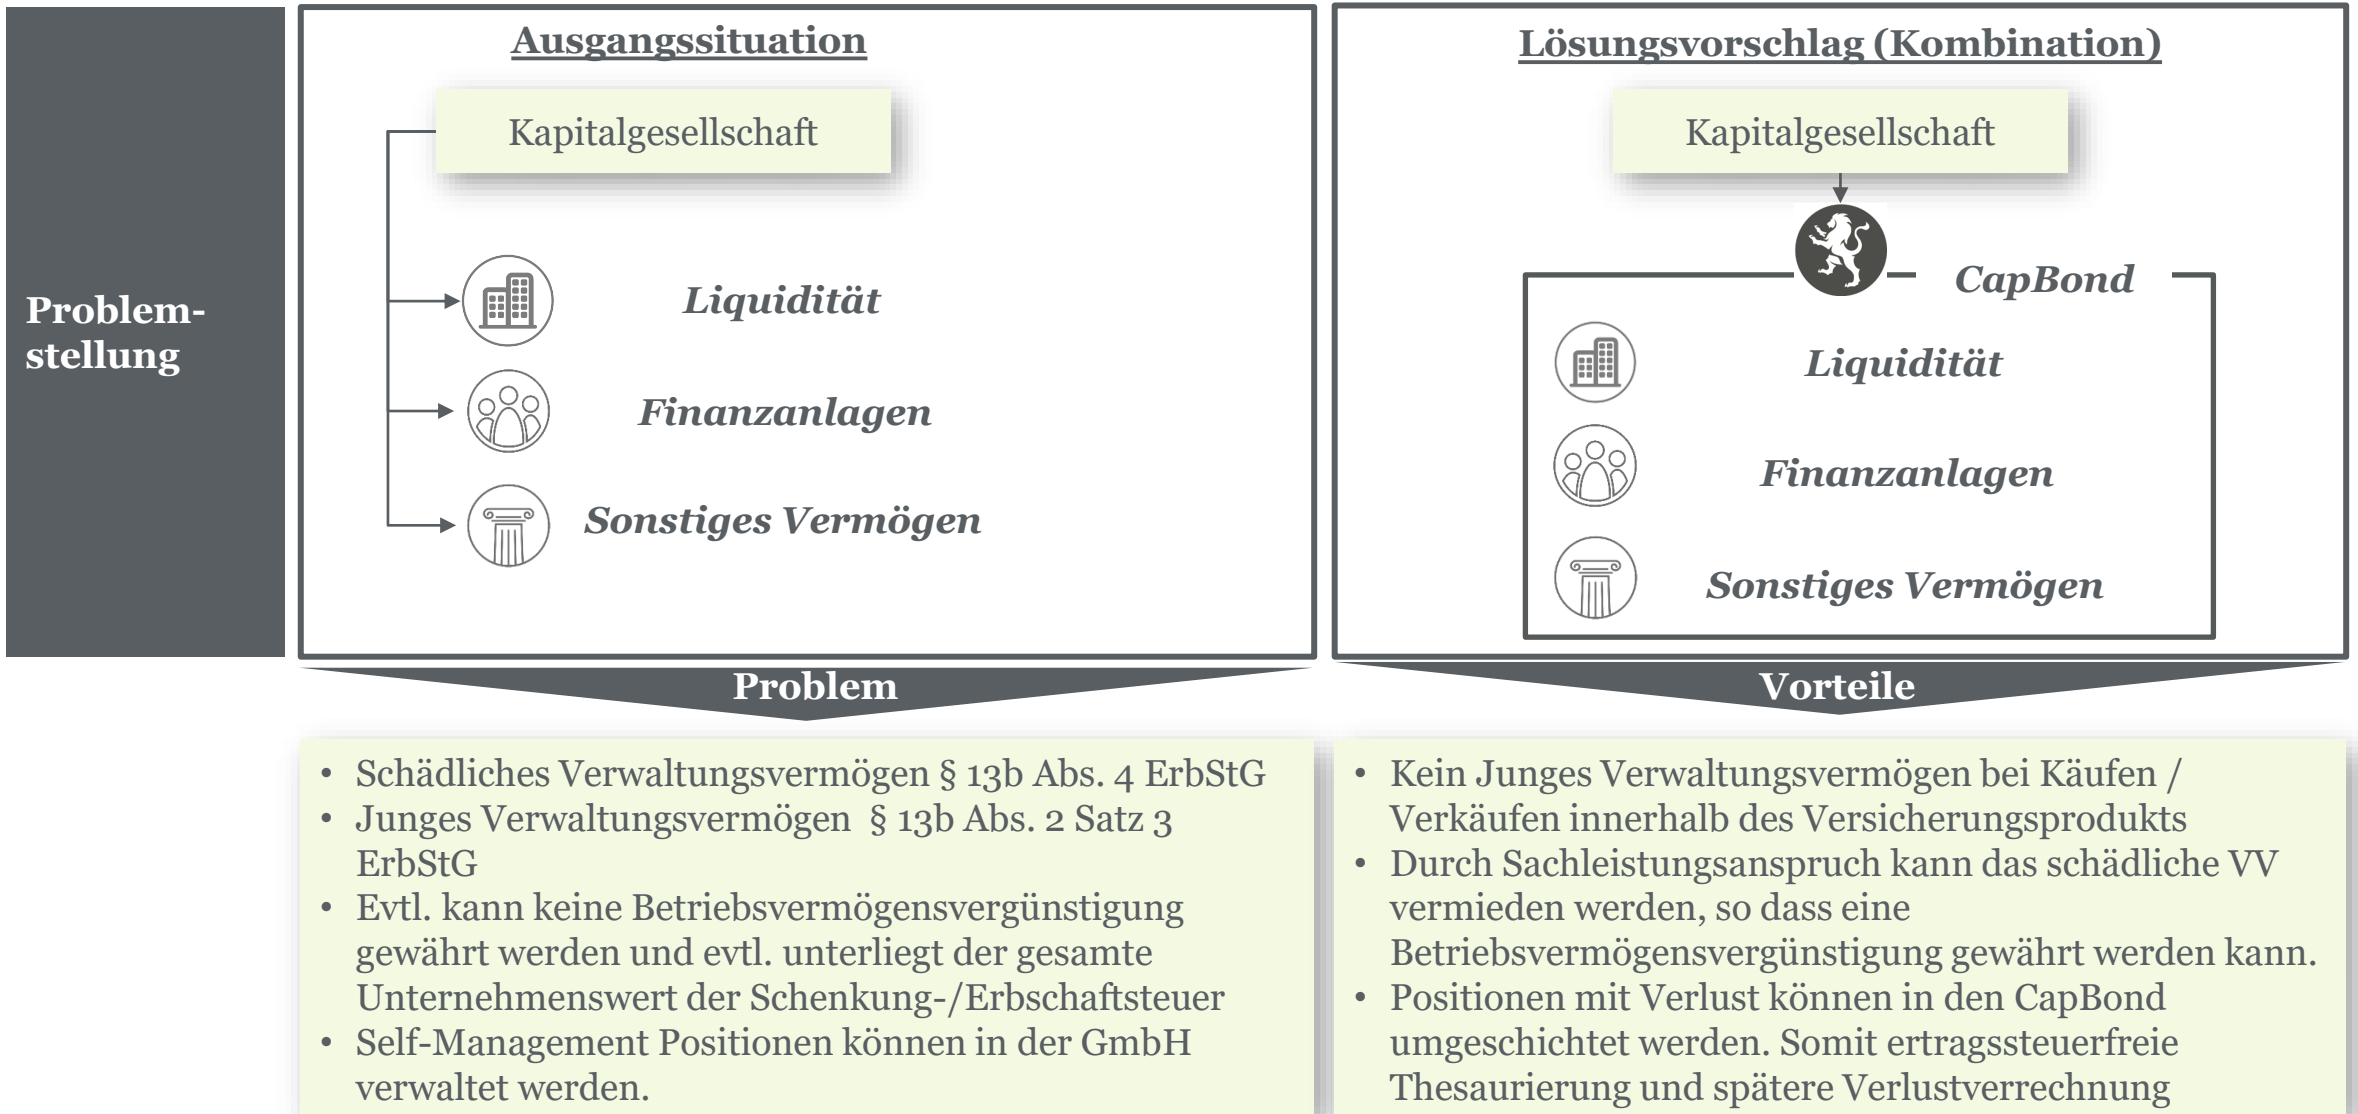 Problem-
stellung
Ausgangssituation
Kapitalgesellschaft
Liquidität
Finanzanlagen
Sonstiges Vermögen
Problem
• Schädliches Verwaltungsvermögen § 13b Abs. 4 ErbStG
• Junges Verwaltungsvermögen § 13b Abs. 2 Satz 3
ErbStG
• Evtl. kann keine Betriebsvermögensvergünstigung
gewährt werden und evtl. unterliegt der gesamte
Unternehmenswert der Schenkung-/Erbschaftsteuer
• Self-Management Positionen können in der GmbH
verwaltet werden.
Lösungsvorschlag (Kombination)
Kapitalgesellschaft
CapBond
Liquidität
Finanzanlagen
Sonstiges Vermögen
Vorteile
• Kein Junges Verwaltungsvermögen bei Käufen /
Verkäufen innerhalb des Versicherungsprodukts
• Durch Sachleistungsanspruch kann das schädliche VV
vermieden werden, so dass eine
Betriebsvermögensvergünstigung gewährt werden kann.
• Positionen mit Verlust können in den CapBond
umgeschichtet werden. Somit ertragssteuerfreie
Thesaurierung und spätere Verlustverrechnung